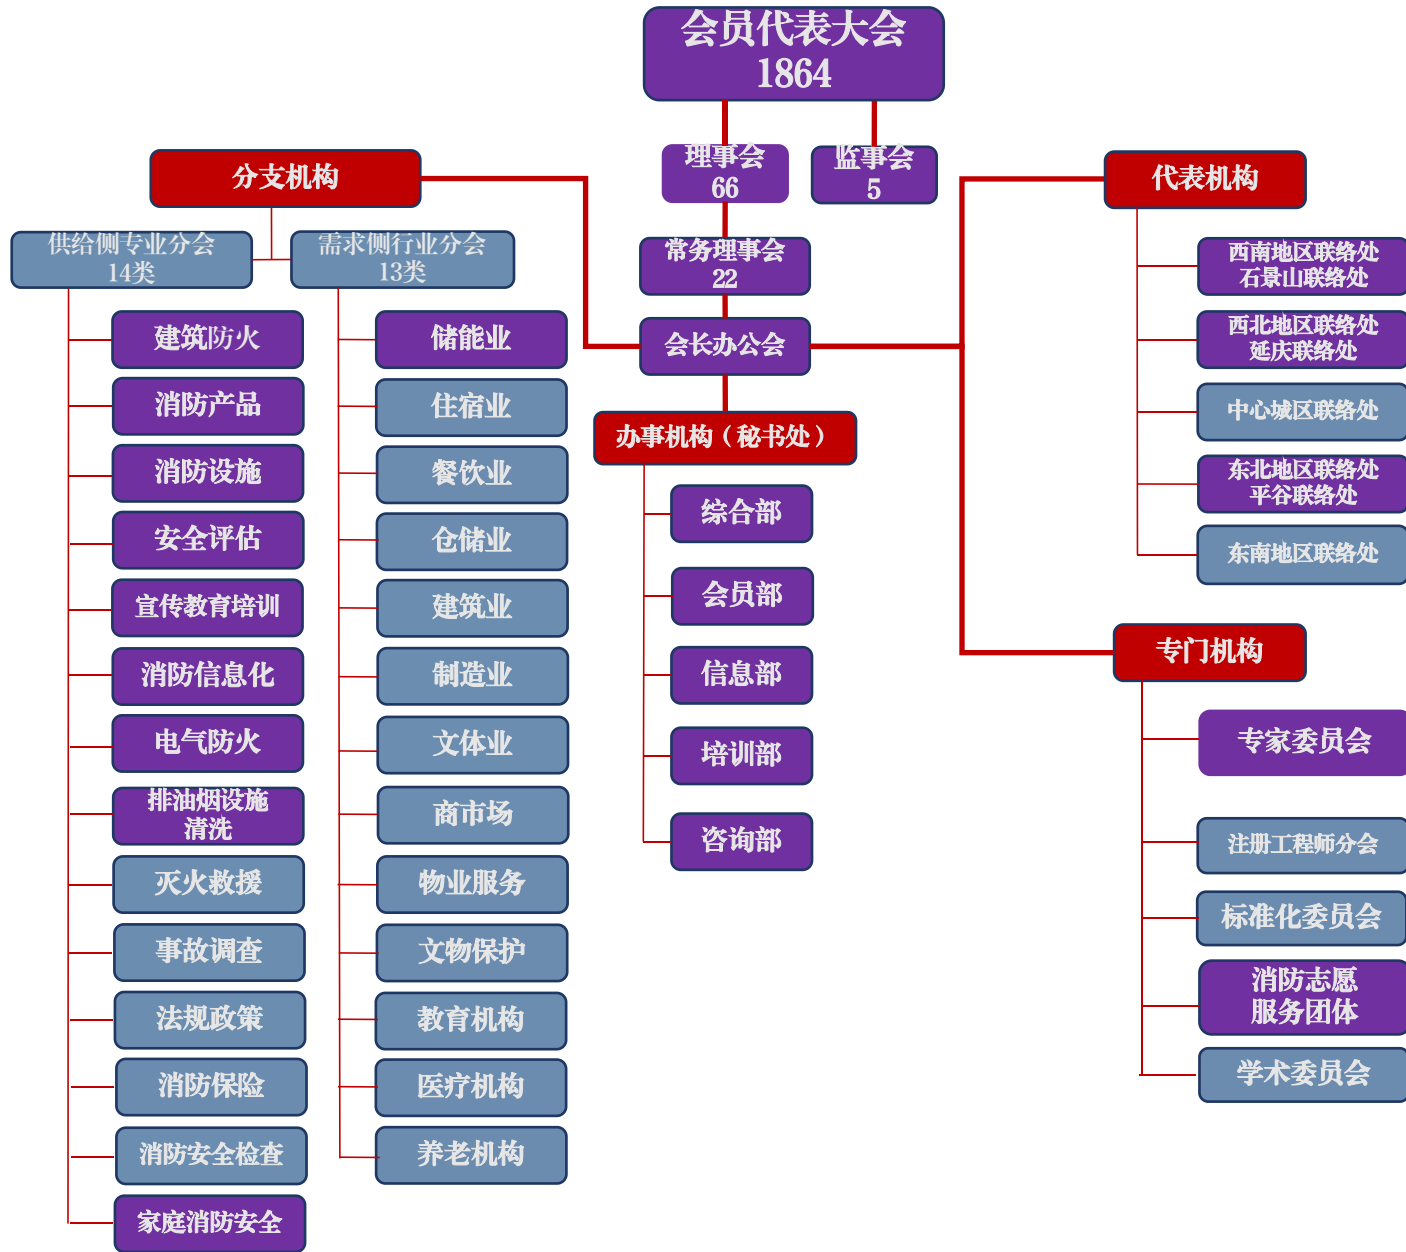 会员代表大会
1864
理事会
66
监事会
5
常务理事会
22
会长办公会
分支机构
供给侧专业分会
14类
建筑防火
消防产品
消防设施
安全评估
宣传教育培训
消防信息化
电气防火
排油烟设施
清洗
灭火救援
事故调查
法规政策
消防保险
消防安全检查
家庭消防安全
需求侧行业分会
13类
储能业
住宿业
餐饮业
仓储业
建筑业
制造业
文体业
商市场
物业服务
文物保护
教育机构
医疗机构
养老机构
办事机构（秘书处）
综合部
会员部
信息部
培训部
咨询部
代表机构
西南地区联络处
石景山联络处
西北地区联络处
延庆联络处
中心城区联络处
东北地区联络处
平谷联络处
东南地区联络处
专门机构
专家委员会
注册工程师分会
标准化委员会
消防志愿
服务团体
学术委员会